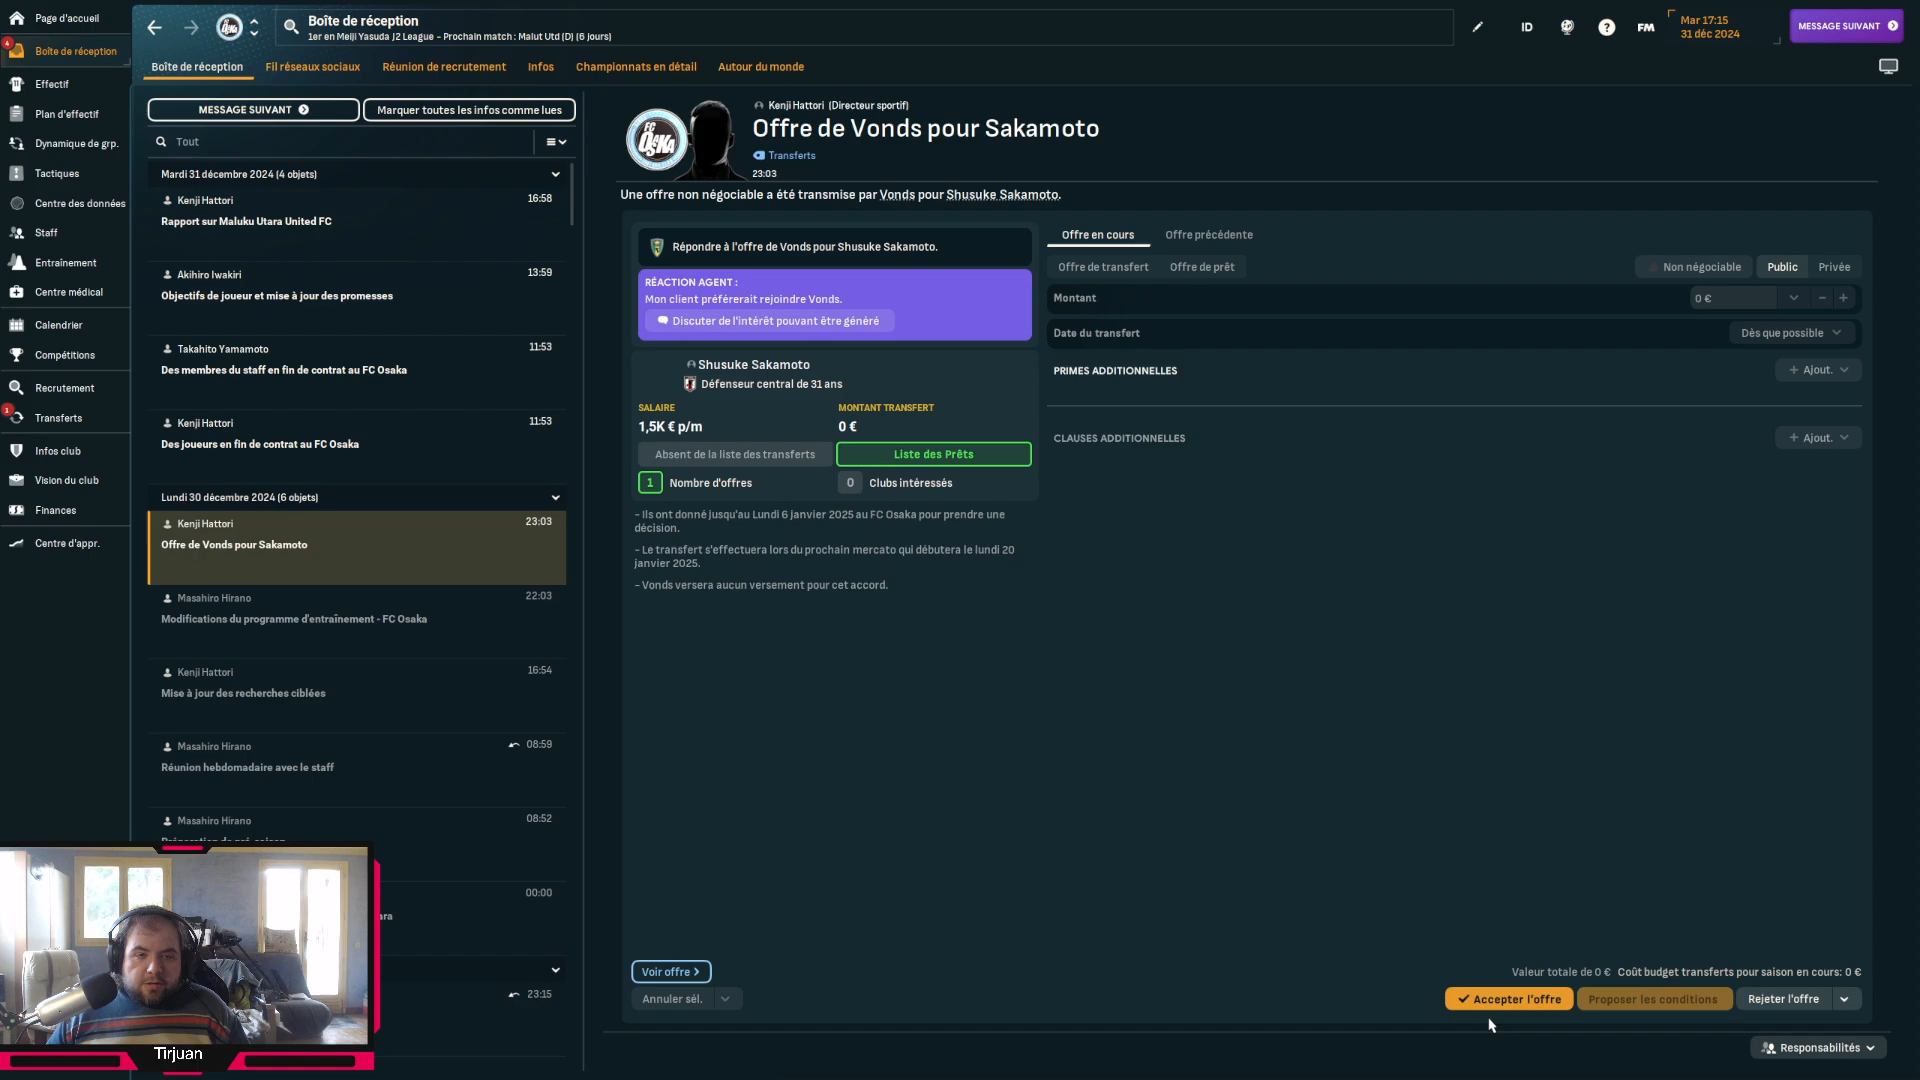 Page d'accueil
4
Boîte de réception
Effectif
Plan d'effectif
Dynamique de grp.
Tactiques
Centre des données
Staff
Entraînement
Centre médical
Calendrier
Compétitions
Recrutement
1
Transferts
Infos club
Vision du club
Finances
Centre d'appr.
Boîte de réception
1er en Meiji Yasuda J2 League - Prochain match : Malut Utd (D) (6 jours)
ID
?
FM
Mar 17:15
31 déc 2024
MESSAGE SUIVANT
Boîte de réception
Fil réseaux sociaux
Réunion de recrutement
Infos
Championnats en détail
Autour du monde
MESSAGE SUIVANT
Marquer toutes les infos comme lues
Tout
Mardi 31 décembre 2024 (4 objets)
Kenji Hattori 16:58
Rapport sur Maluku Utara United FC
Akihiro Iwakiri 13:59
Objectifs de joueur et mise à jour des promesses
Takahito Yamamoto 11:53
Des membres du staff en fin de contrat au FC Osaka
Kenji Hattori 11:53
Des joueurs en fin de contrat au FC Osaka
Lundi 30 décembre 2024 (6 objets)
Kenji Hattori 23:03
Offre de Vonds pour Sakamoto
Masahiro Hirano 22:03
Modifications du programme d'entraînement - FC Osaka
Kenji Hattori 16:54
Mise à jour des recherches ciblées
Masahiro Hirano 08:59
Réunion hebdomadaire avec le staff
Masahiro Hirano 08:52
00:00
ara
23:15
Tirjuan
FC OSAKA
Kenji Hattori (Directeur sportif)
Offre de Vonds pour Sakamoto
Transferts
23:03
Une offre non négociable a été transmise par Vonds pour Shusuke Sakamoto.
Répondre à l'offre de Vonds pour Shusuke Sakamoto.
RÉACTION AGENT :
Mon client préférerait rejoindre Vonds.
Discuter de l'intérêt pouvant être généré
Shusuke Sakamoto
Défenseur central de 31 ans
SALAIRE
1,5K € p/m
MONTANT TRANSFERT
0 €
Absent de la liste des transferts
Liste des Prêts
1 Nombre d'offres
0 Clubs intéressés
- Ils ont donné jusqu'au Lundi 6 janvier 2025 au FC Osaka pour prendre une
décision.
- Le transfert s'effectuera lors du prochain mercato qui débutera le lundi 20
janvier 2025.
- Vonds versera aucun versement pour cet accord.
Offre en cours
Offre précédente
Offre de transfert
Offre de prêt
Non négociable
Public
Privée
Montant
0 €
Date du transfert
Dès que possible
PRIMES ADDITIONNELLES
+ Ajout.
CLAUSES ADDITIONNELLES
+ Ajout.
Voir offre
Annuler sél.
Valeur totale de 0 € Coût budget transferts pour saison en cours: 0 €
Accepter l'offre
Proposer les conditions
Rejeter l'offre
Responsabilités